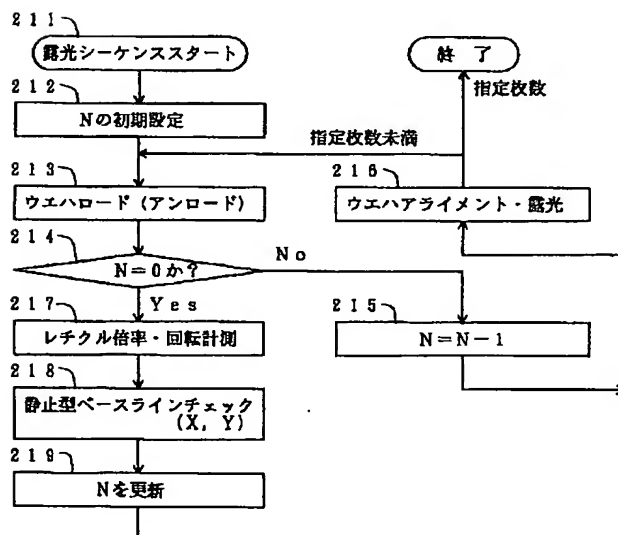 211
露光シーケンススタート
212
Nの初期設定
213
ウエハロード(アンロード)
214
N=0か?
No
Yes
217
レチクル倍率・回転計測
218
静止型ベースラインチェック
(X, Y)
219
Nを更新
終 了
指定枚数
指定枚数未滴
216
ウエハアライメント・露光
215
N=N-1